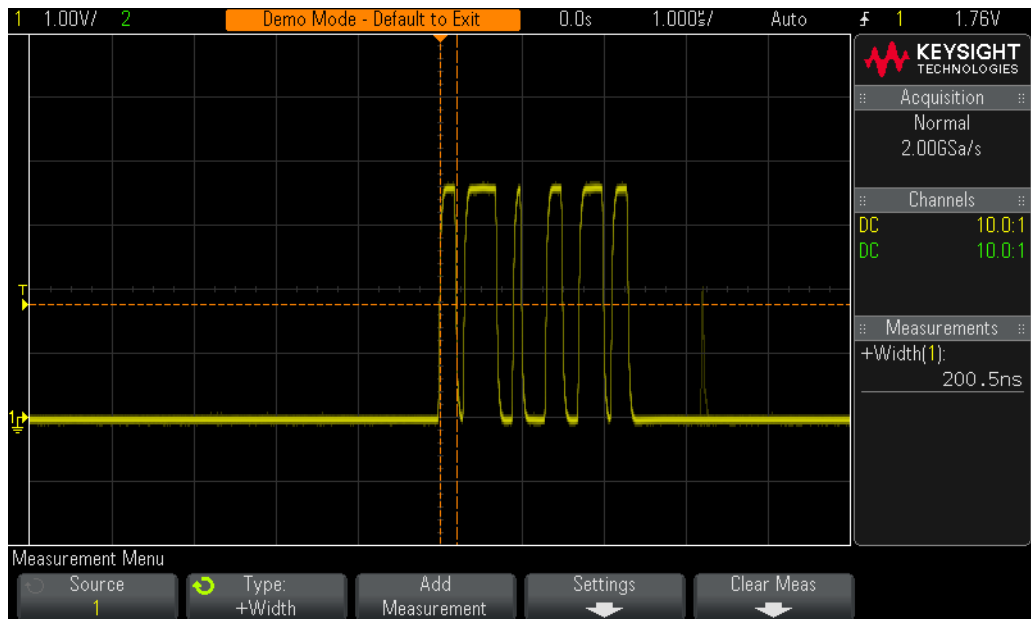 1 1.00V/ 2 Demo Mode - Default to Exit 0.0s 1.000µs/ Auto 1 1.76V
KEYSIGHT
TECHNOLOGIES
Acquisition
Normal
2.00GSa/s
Channels
DC 10.0:1
DC 10.0:1
Measurements
+Width(1):
200.5ns
T
1
Measurement Menu
Source
1
Type:
+Width
Add
Measurement
Settings
Clear Meas